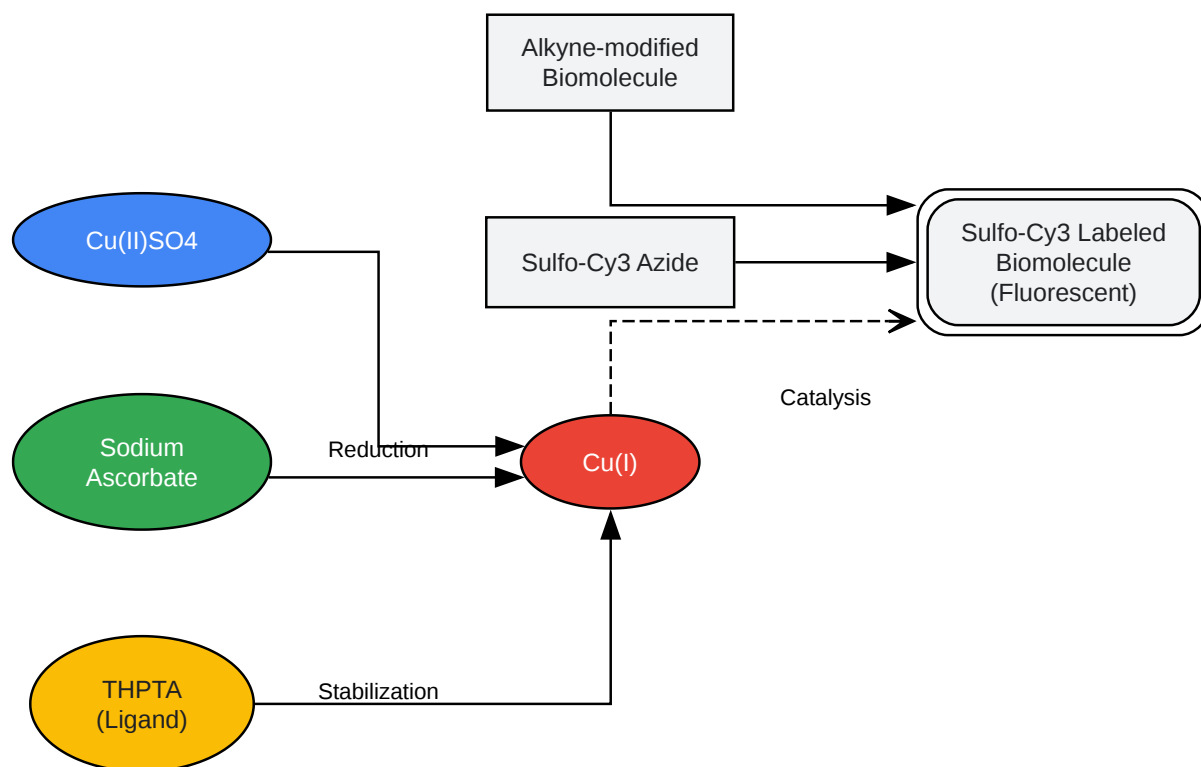 Alkyne-modified
Biomolecule
Cu(II)SO4
Sulfo-Cy3 Azide
Sulfo-Cy3 Labeled
Biomolecule
(Fluorescent)
Catalysis
Sodium
Ascorbate
Reduction
Cu(I)
THPTA
(Ligand)
Stabilization